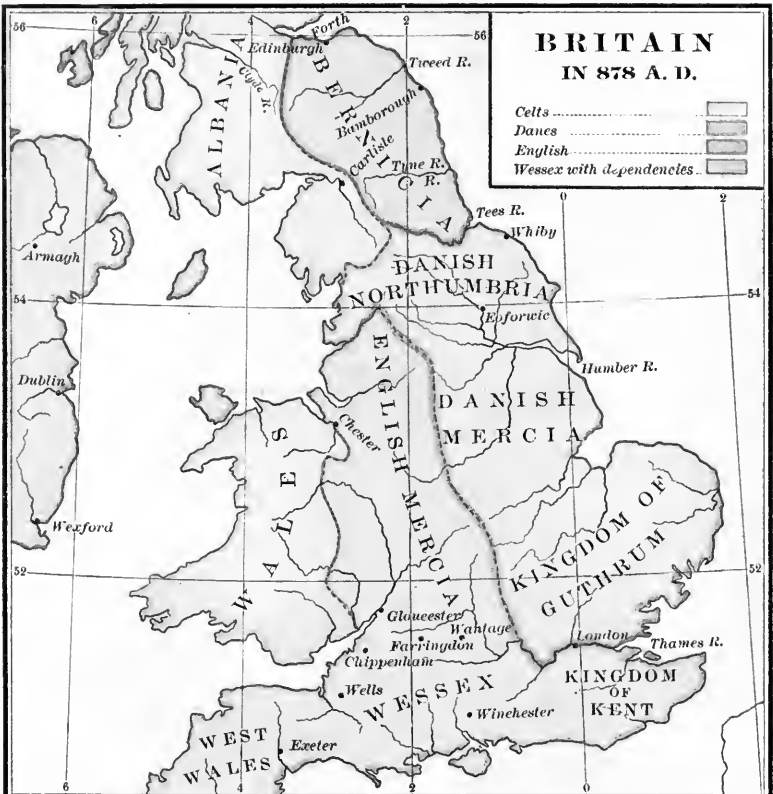 6
4
2
56
56
BRITAIN
IN 878 A. D.
Celts
Danes
English
Wessex with dependencies
Forth
Edinburgh
Tweed R.
Clyde R.
ALBANIA
BERNICIA
Bamborough
Carlisle
Tyne R.
R.
Tees R.
0
2
Whiby
Armagh
DANISH
NORTHUMBRIA
54
54
Eoforwic
Humber R.
Dublin
ENGLISH MERCIA
DANISH
MERCIA
Chester
WALES
Wexford
KINGDOM OF
GUTHRUM
52
52
Gloucester
Farringdon
Wantage
London
Thames R.
Chippenham
KINGDOM
OF
KENT
Wells
WESSEX
Winchester
WEST
WALES
Exeter
6
4
2
0